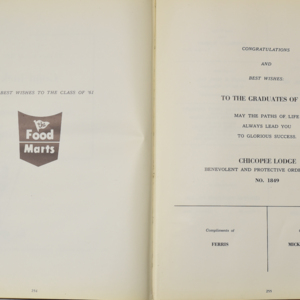 BEST WISHES TO THE CLASS OF '61
Food
Marts
CONGRATULATIONS
AND
BEST WISHES
TO THE GRADUATES OF
MAY THE PATHS OF LIFE
ALWAYS LEAD YOU
TO GLORIOUS SUCCESS.
CHICOPEE LODGE
BENEVOLENT AND PROTECTIVE ORD
NO. 1849
Compliments of
FERRIN
MICK